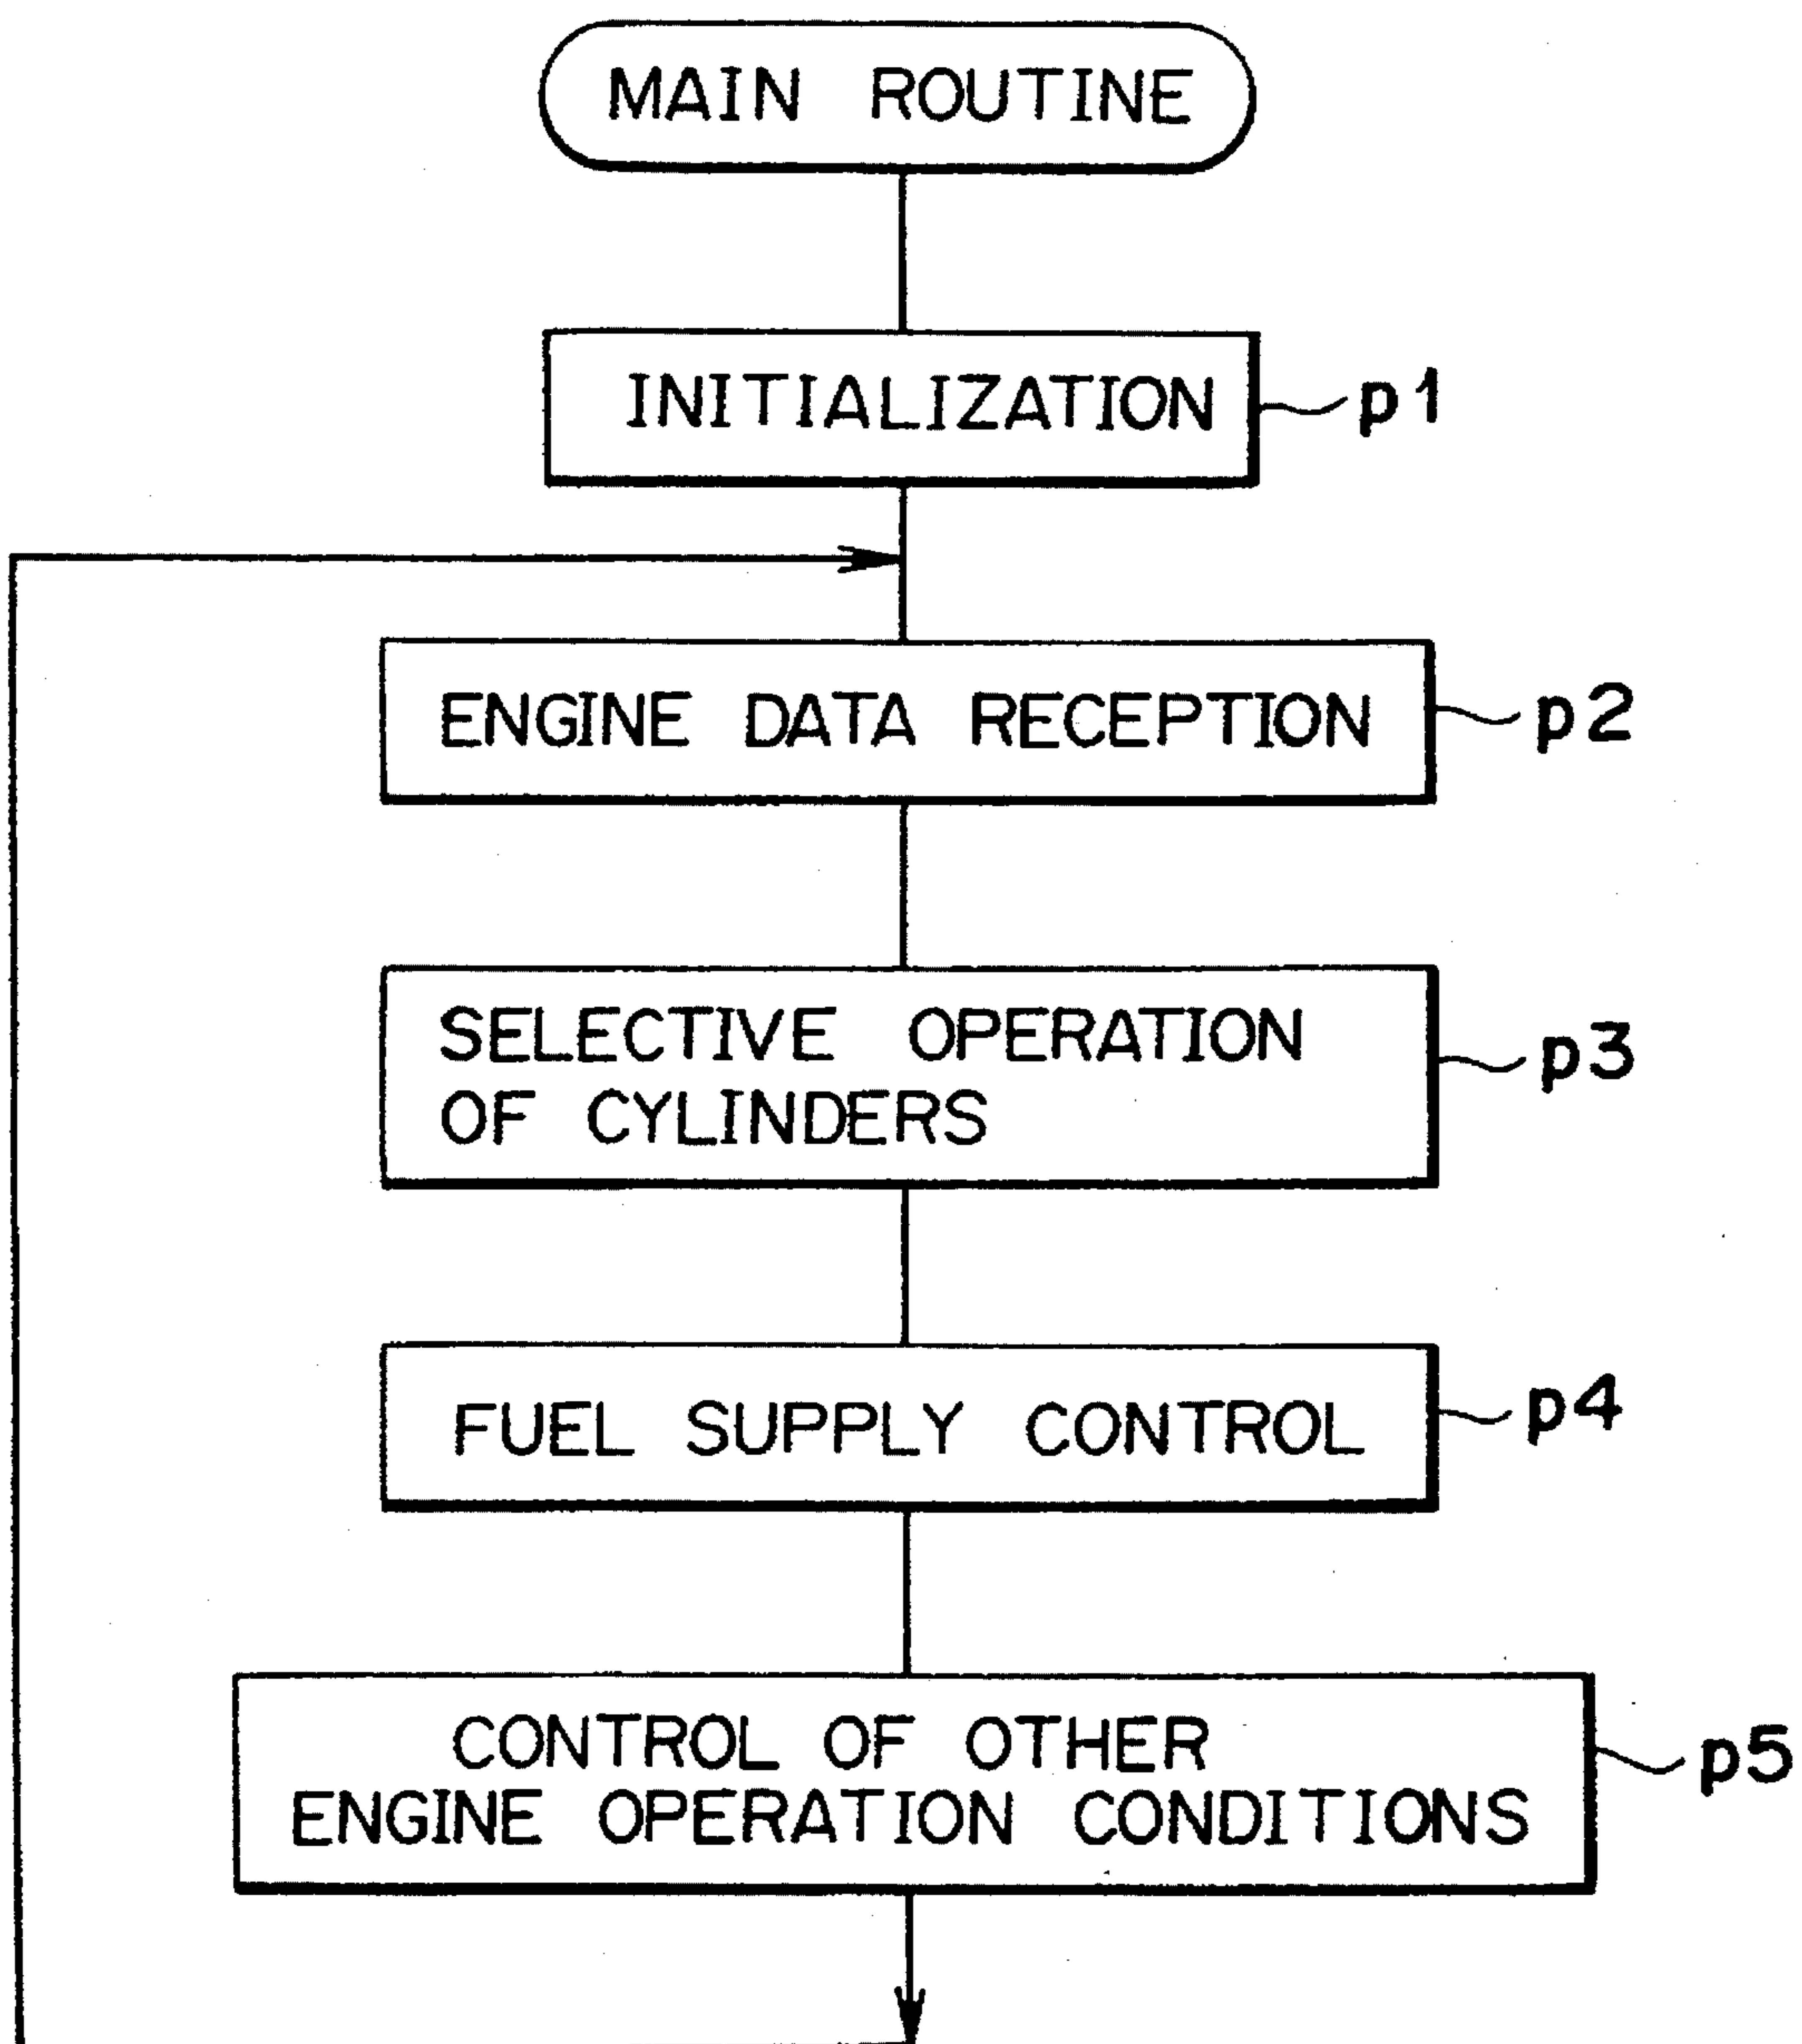 MAIN ROUTINE
INITIALIZATION
p1
ENGINE DATA RECEPTION
p2
SELECTIVE OPERATION
OF CYLINDERS
p3
FUEL SUPPLY CONTROL
p4
CONTROL OF OTHER
ENGINE OPERATION CONDITIONS
p5